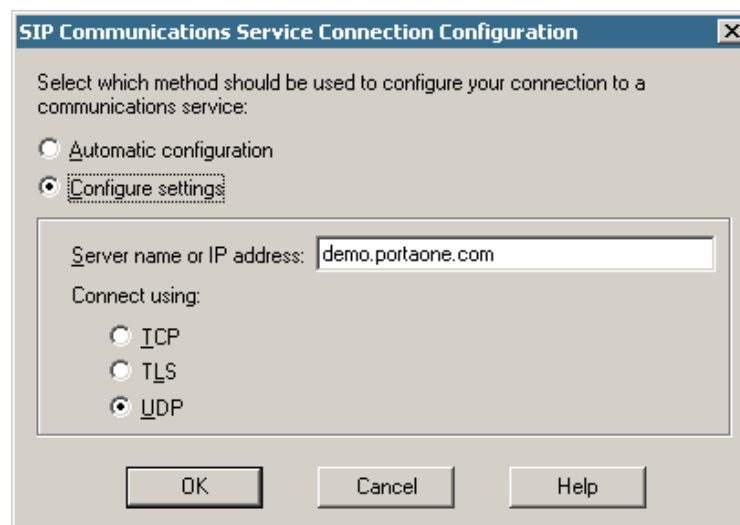 SIP Communications Service Connection Configuration
Select which method should be used to configure your connection to a
communications service:
Automatic configuration
Configure settings
Server name or IP address: demo.portaone.com
Connect using:
TCP
TLS
UDP
OK Cancel Help